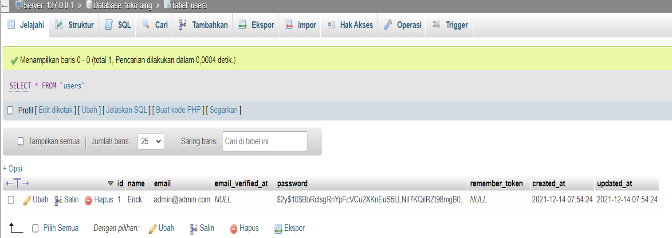 Server: 127.0.0.1 » Database: toko_aing » Tabel: users
Jelajahi Struktur SQL Cari Tambahkan Ekspor Impor Hak Akses Operasi Trigger
Menampilkan baris 0 - 0 (total 1, Pencarian dilakukan dalam 0,0004 detik.)
SELECT * FROM `users`
Profil [ Edit dikotak ] [ Ubah ] [ Jelaskan SQL ] [ Buat kode PHP ] [ Segarkan ]
Tampilkan semua Jumlah baris: 25 Saring baris: Cari di tabel ini
+ Opsi
id name email email_verified_at password remember_token created_at updated_at
Ubah Salin Hapus 1 Erick admin@admin.com NULL NULL 2021-12-14 07:54:24 2021-12-14 07:54:24
Pilih Semua Dengan pilihan: Ubah Salin Hapus Ekspor